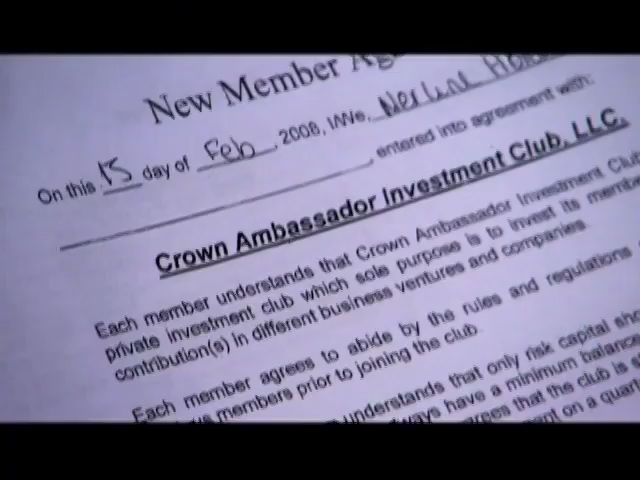 New Member
On this 15 day of Feb, 2008, I/We, Nerline
, entered into agreement with:
Crown Ambassador Investment Club, LLC.
Each member understands that Crown Ambassador Investment Club
private investment club which sole purpose is to invest its membe
contribution(s) in different business ventures and companies.
Each member agrees to abide by the rules and regulations
members prior to joining the club.
understands that only risk capital sho
ways have a minimum balance
agrees that the club is s
ent on a quar